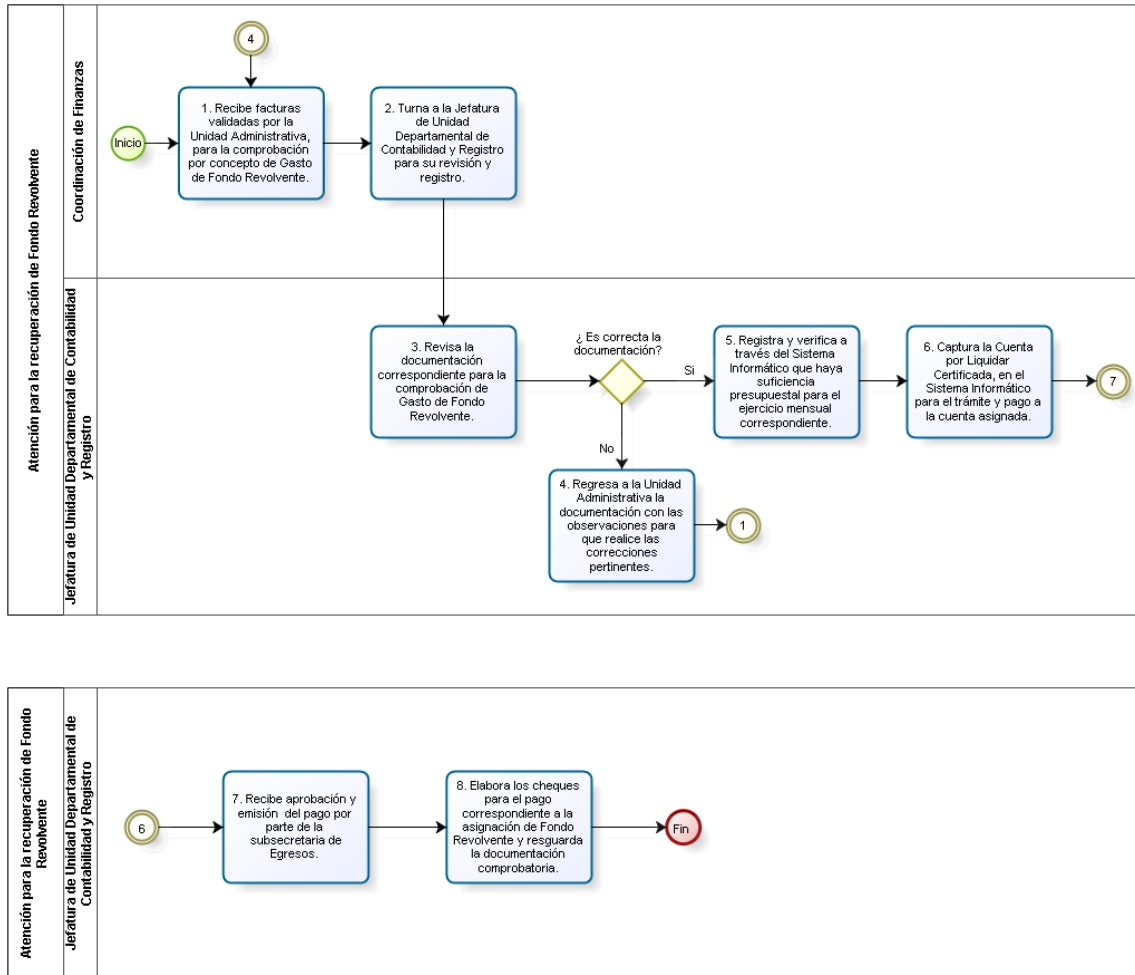 Atención para la recuperación de Fondo Revolvente
Coordinación de Finanzas
4
Inicio
1. Recibe facturas
validadas por la
Unidad Administrativa,
para la comprobación
por concepto de Gasto
de Fondo Revolvente.
2. Turna a la Jefatura
de Unidad
Departamental de
Contabilidad y Registro
para su revisión y
registro.
Jefatura de Unidad Departamental de Contabilidad
y Registro
3. Revisa la
documentación
correspondiente para la
comprobación de
Gasto de Fondo
Revolvente.
¿ Es correcta la
documentación?
Si
No
5. Registra y verifica a
través del Sistema
Informático que haya
suficiencia
presupuestal para el
ejercicio mensual
correspondiente.
6. Captura la Cuenta
por Liquidar
Certificada, en el
Sistema Informático
para el trámite y pago a
la cuenta asignada.
7
4. Regresa a la Unidad
Administrativa la
documentación con las
observaciones para
que realice las
correcciones
pertinentes.
1
Atención para la recuperación de Fondo
Revolvente
Jefatura de Unidad Departamental de
Contabilidad y Registro
6
7. Recibe aprobación y
emisión del pago por
parte de la
subsecretaria de
Egresos.
8. Elabora los cheques
para el pago
correspondiente a la
asignación de Fondo
Revolvente y resguarda
la documentación
comprobatoria.
Fin